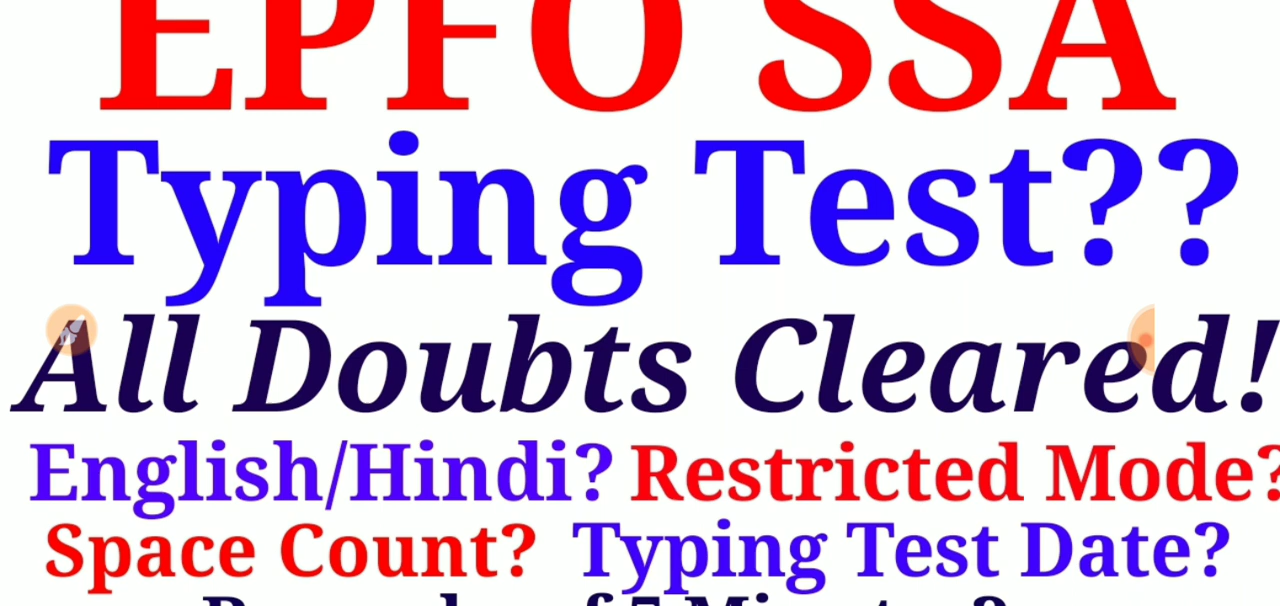 EPFO SSA
Typing Test??
All Doubts Cleared!
English/Hindi? Restricted Mode?
Space Count? Typing Test Date?